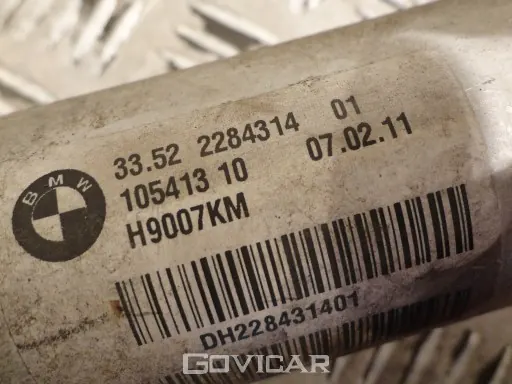 BMW
33.52 2284314 01
105413 10 07.02.11
H9007KM
DH228431401
GOVICAR